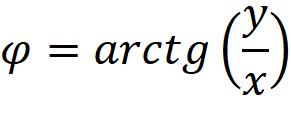 φ = arctg (y/x)